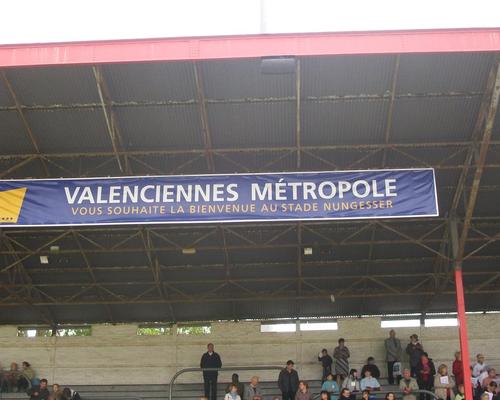 VALENCIENNES MÉTROPOLE
VOUS SOUHAITE LA BIENVENUE AU STADE NUNGESSER